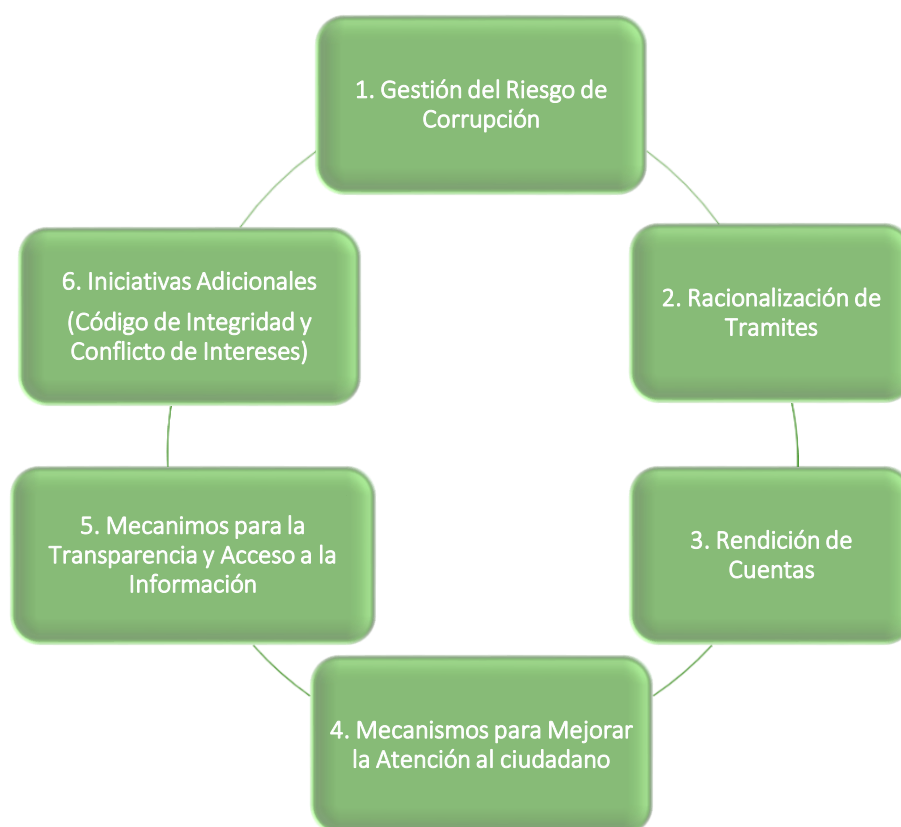 1. Gestión del Riesgo de
Corrupción
2. Racionalización de
Tramites
3. Rendición de
Cuentas
4. Mecanismos para Mejorar
la Atención al ciudadano
5. Mecanimos para la
Transparencia y Acceso a la
Información
6. Iniciativas Adicionales
(Código de Integridad y
Conflicto de Intereses)